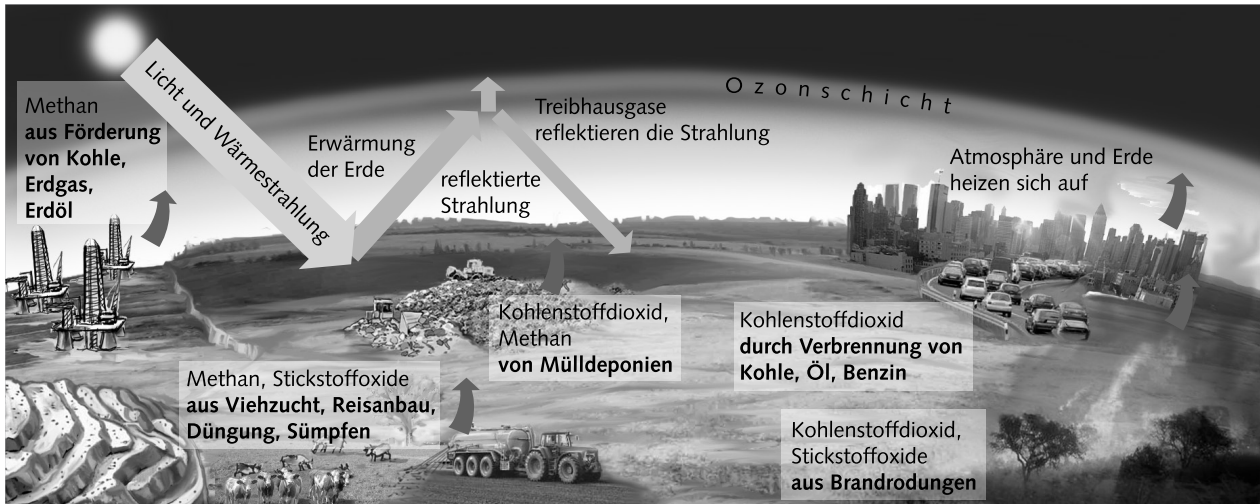 Methan
aus Förderung
von Kohle,
Erdgas,
Erdöl
Licht und Wärmestrahlung
Erwärmung
der Erde
reflektierte
Strahlung
Treibhausgase
reflektieren die Strahlung
Ozonschicht
Atmosphäre und Erde
heizen sich auf
Kohlenstoffdioxid,
Methan
von Mülldeponien
Kohlenstoffdioxid
durch Verbrennung von
Kohle, Öl, Benzin
Methan, Stickstoffoxide
aus Viehzucht, Reisanbau,
Düngung, Sümpfen
Kohlenstoffdioxid,
Stickstoffoxide
aus Brandrodungen